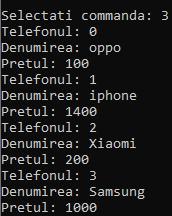 Selectati commanda: 3
Telefonul: 0
Denumirea: oppo
Pretul: 100
Telefonul: 1
Denumirea: iphone
Pretul: 1400
Telefonul: 2
Denumirea: Xiaomi
Pretul: 200
Telefonul: 3
Denumirea: Samsung
Pretul: 1000